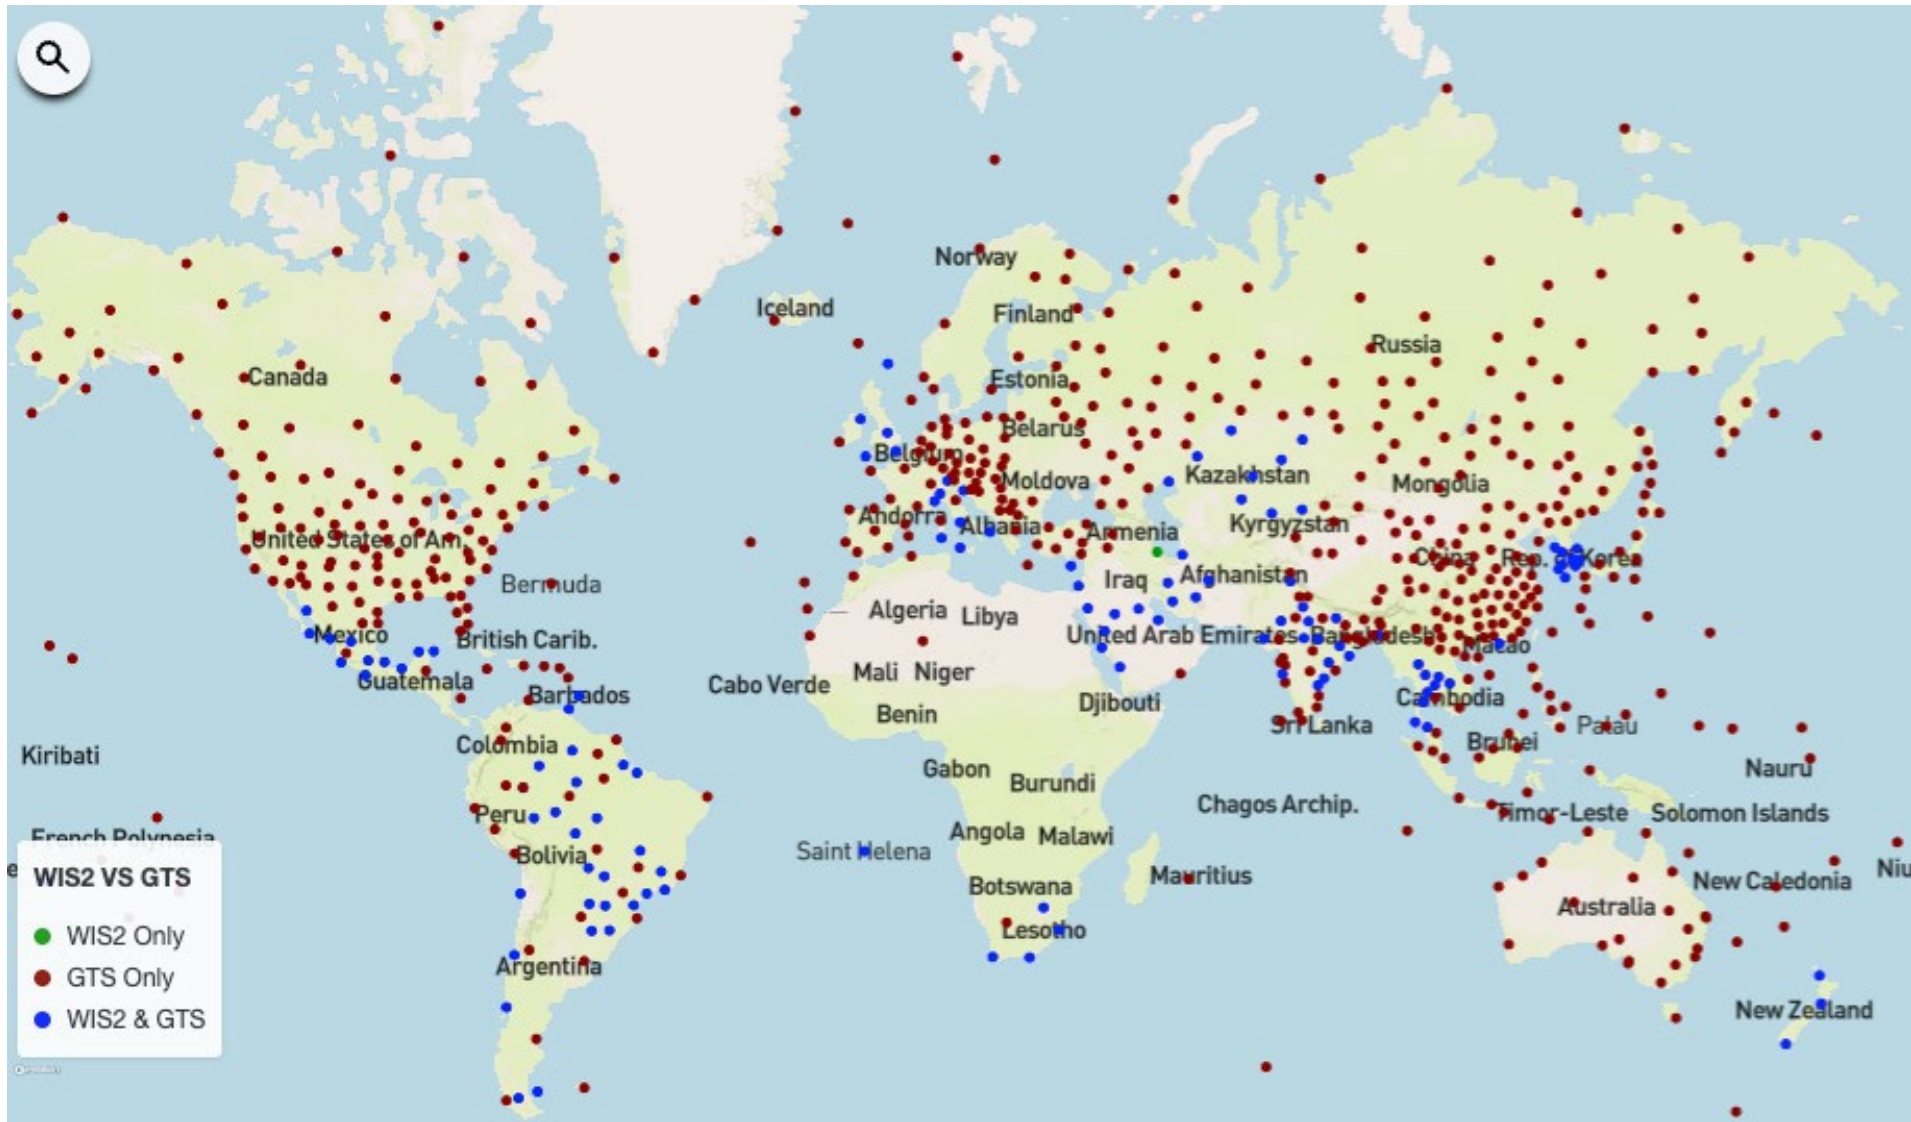 Norway
Iceland
Finland
Russia
Canada
Estonia
Belarus
Belgium
Moldova
Kazakhstan
Mongolia
Andorra
Albania
Armenia
Kyrgyzstan
United States of Am.
China
Rep. of Korea
Bermuda
Iraq
Afghanistan
Algeria
Libya
Mexico
British Carib.
United Arab Emirates
Bangladesh
Macao
Mali
Niger
Guatemala
Cabo Verde
Barbados
Djibouti
Cambodia
Benin
Sri Lanka
Palau
Colombia
Brunei
Kiribati
Gabon
Burundi
Nauru
Chagos Archip.
Peru
Timor-Leste
Solomon Islands
French Polynesia
Angola
Malawi
Saint Helena
Bolivia
Mauritius
Botswana
New Caledonia
Niu
Australia
Lesotho
Argentina
New Zealand
WIS2 VS GTS
WIS2 Only
GTS Only
WIS2 & GTS